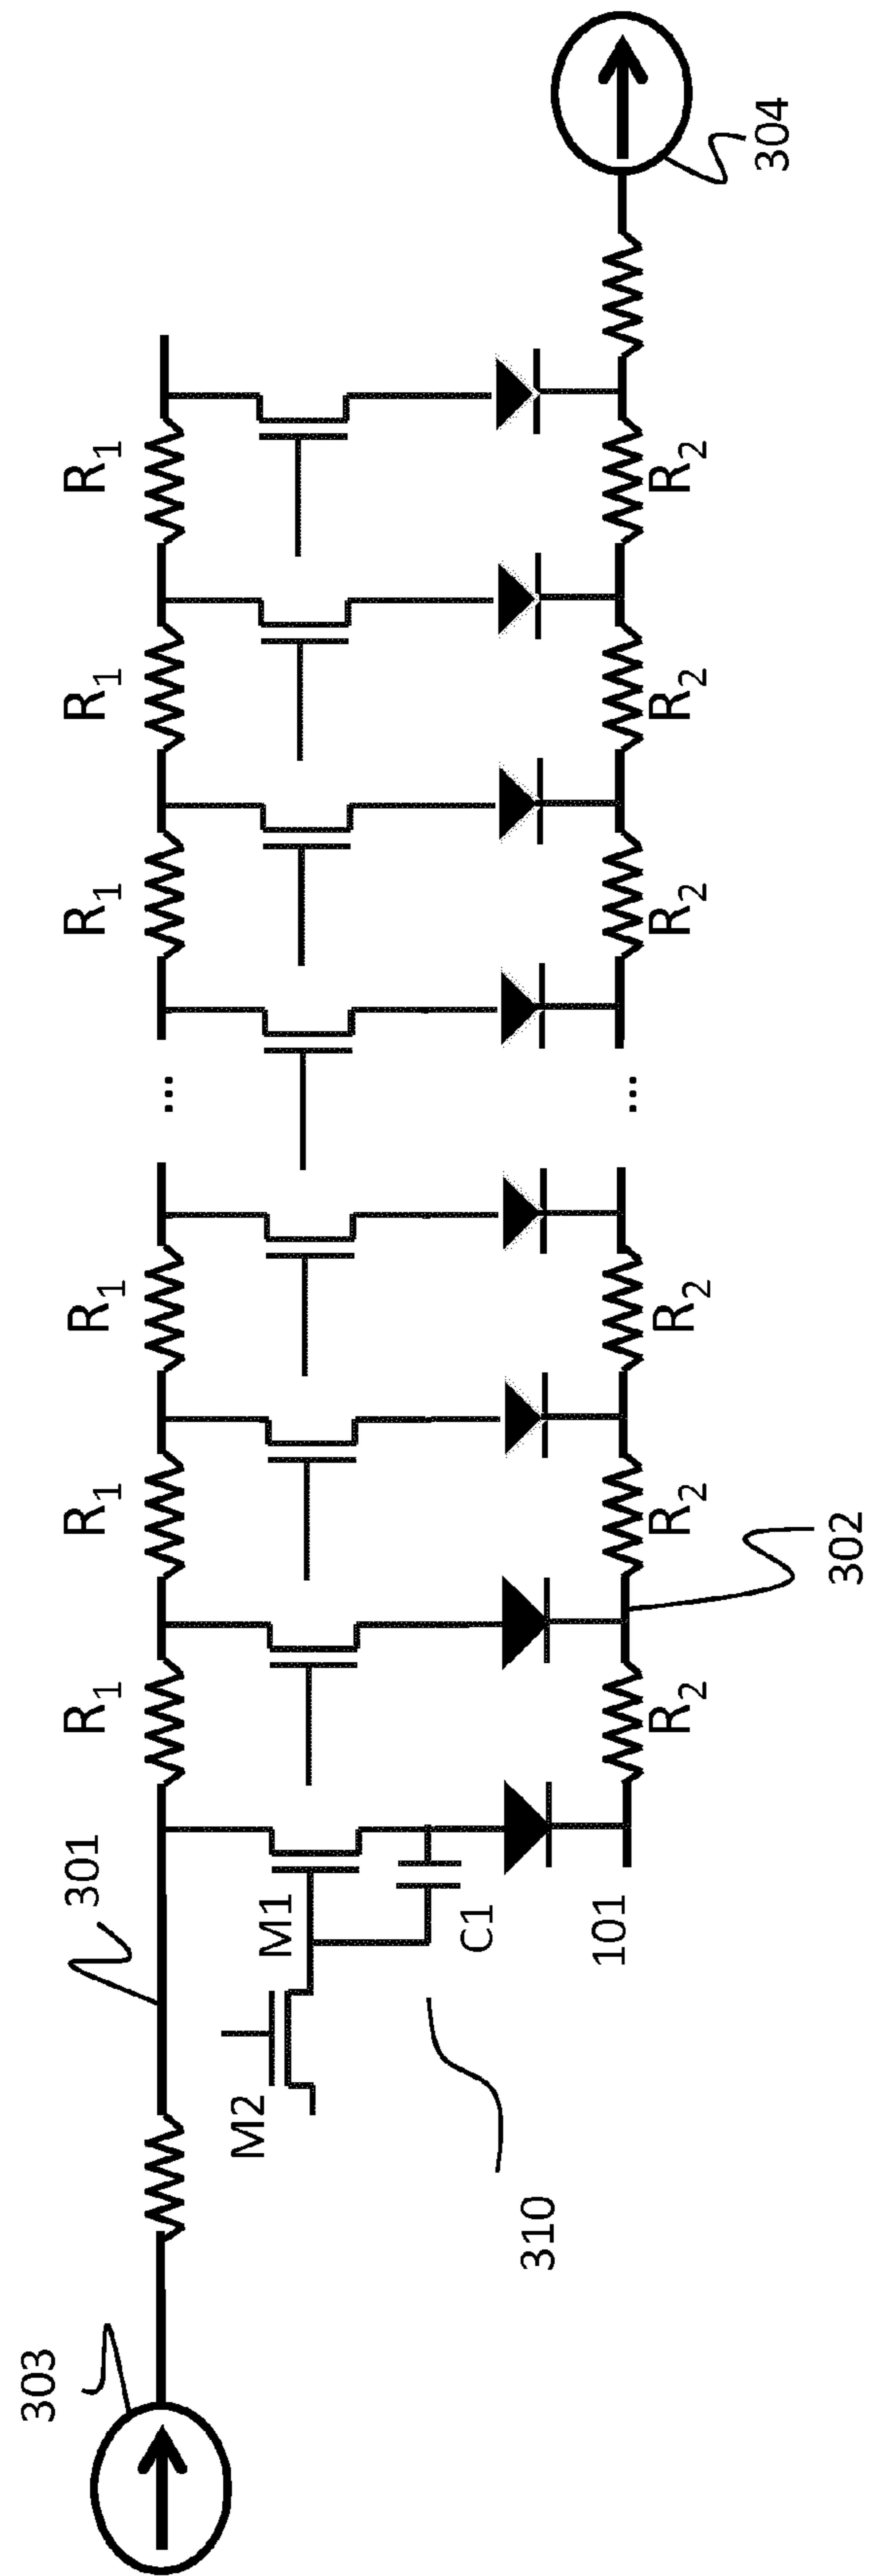 303
301
R₁
R₁
R₁
R₁
R₁
R₁
...
M2
M1
C1
310
101
...
R₂
R₂
R₂
R₂
R₂
R₂
304
302